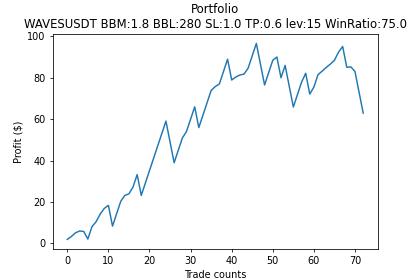 Portfolio
WAVESUSDT BBM:1.8 BBL:280 SL:1.0 TP:0.6 lev:15 WinRatio:75.0
100
80
60
40
20
0
Profit ($)
0 10 20 30 40 50 60 70
Trade counts